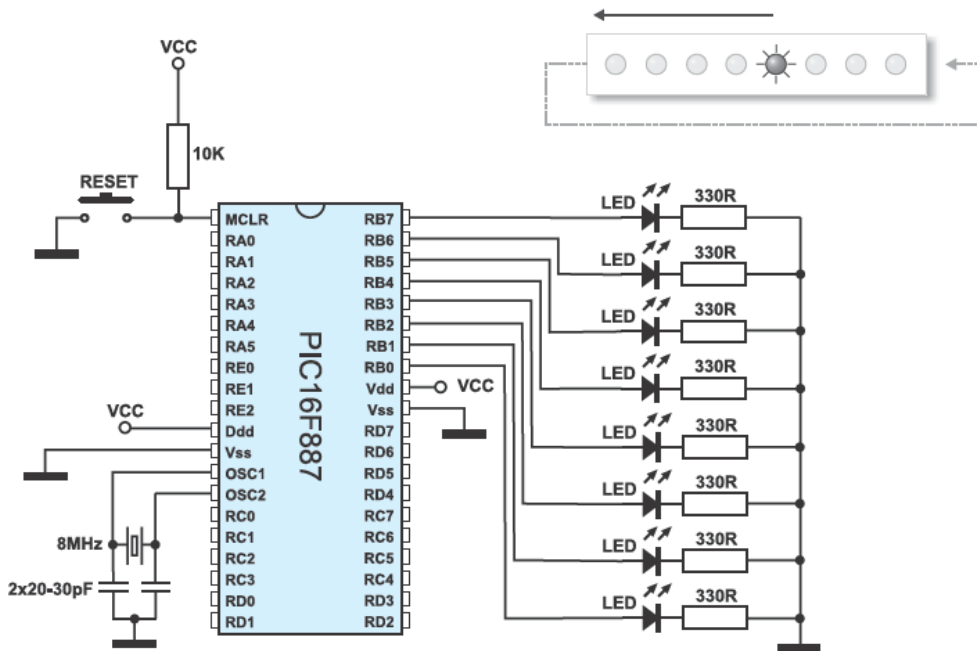 VCC
10K
RESET
MCLR
RA0
RA1
RA2
RA3
RA4
RA5
RE0
RE1
RE2
Ddd
Vss
OSC1
OSC2
RC0
RC1
RC2
RC3
RD0
RD1
PIC16F887
RB7
RB6
RB5
RB4
RB3
RB2
RB1
RB0
Vdd
Vss
RD7
RD6
RD5
RD4
RC7
RC6
RC5
RC4
RD3
RD2
VCC
VCC
8MHz
2x20-30pF
LED 330R
LED 330R
LED 330R
LED 330R
LED 330R
LED 330R
LED 330R
LED 330R